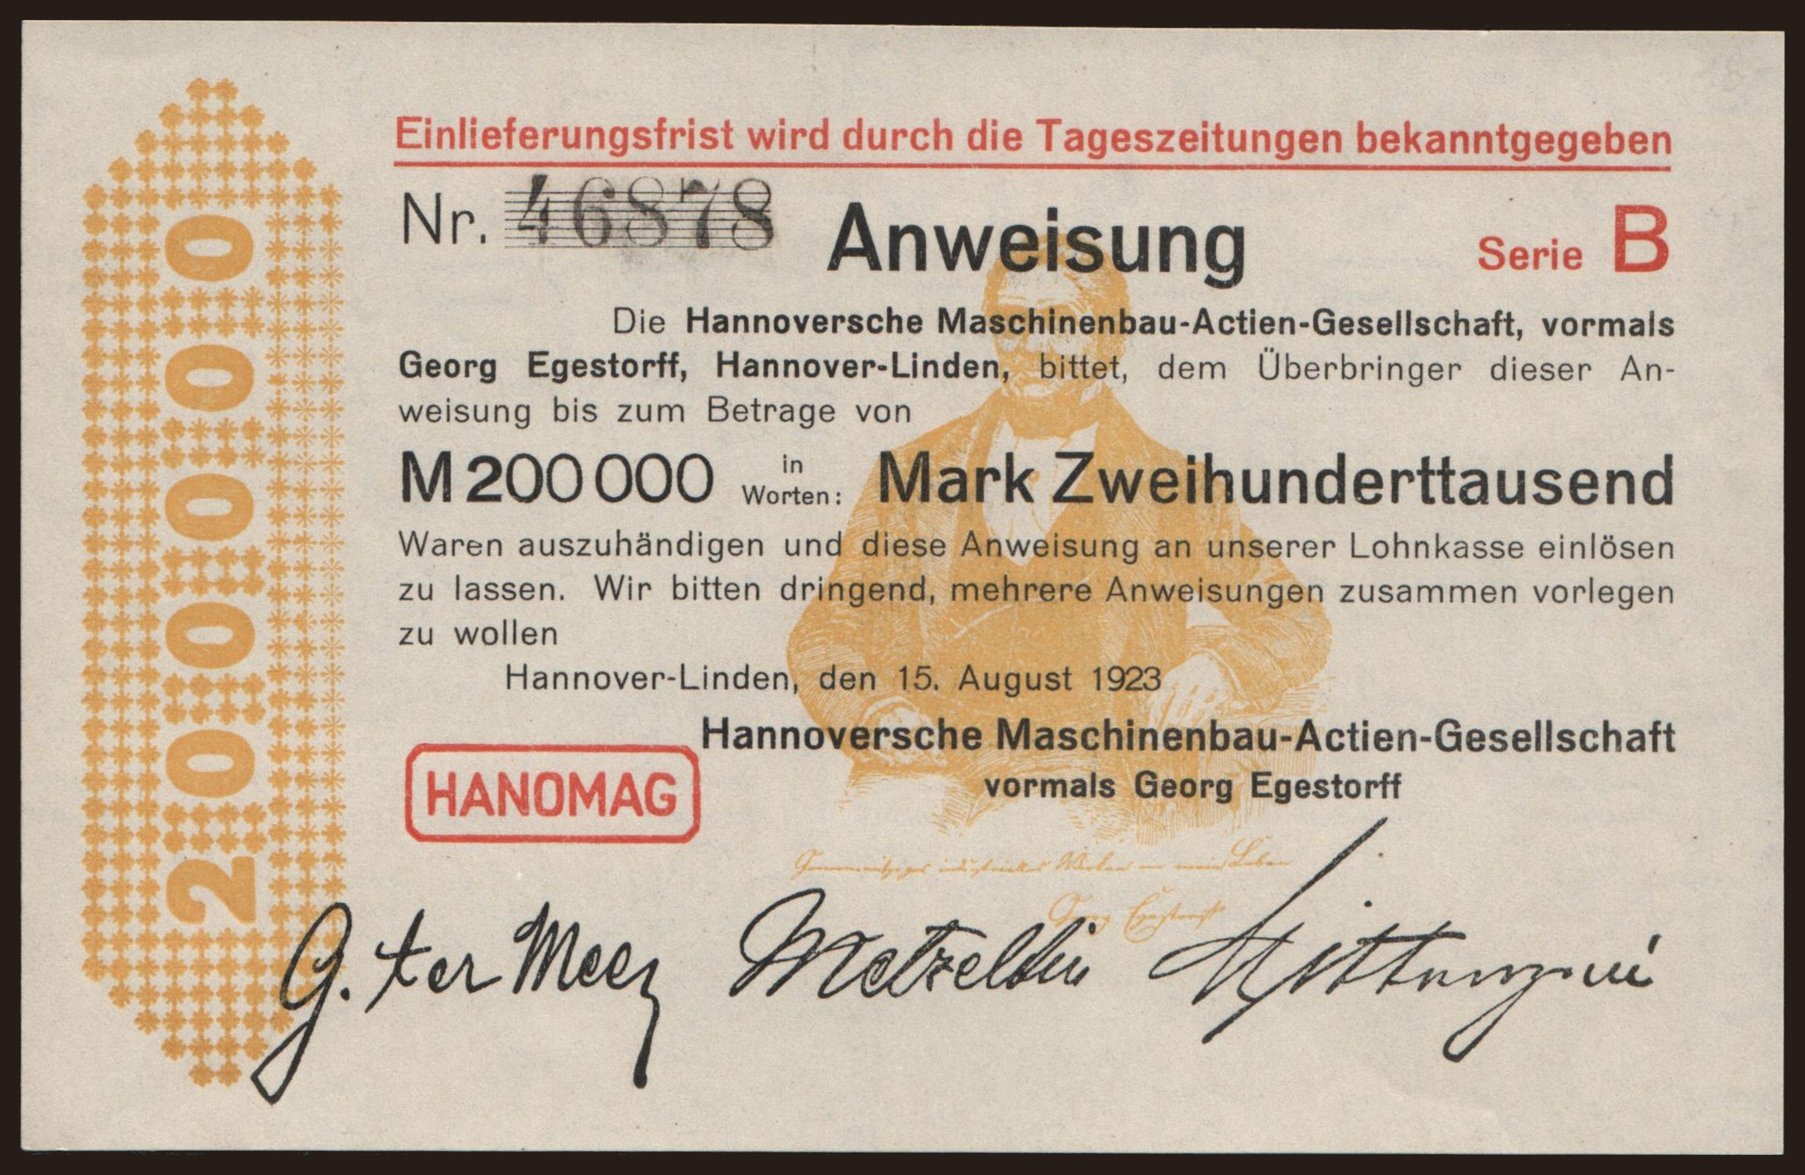 Einlieferungsfrist wird durch die Tageszeitungen bekanntgegeben
Nr. 46878 Anweisung Serie B
Die Hannoversche Maschinenbau-Actien-Gesellschaft, vormals
Georg Egestorff, Hannover-Linden, bittet, dem Überbringer dieser An-
weisung bis zum Betrage von
M 200 000 in Worten: Mark Zweihunderttausend
Waren auszuhändigen und diese Anweisung an unserer Lohnkasse einlösen
zu lassen. Wir bitten dringend, mehrere Anweisungen zusammen vorlegen
zu wollen
Hannover-Linden, den 15. August 1923
Hannoversche Maschinenbau-Actien-Gesellschaft
vormals Georg Egestorff
HANOMAG
200000
Georg Egestorff
G. ter Meer Metzeltin